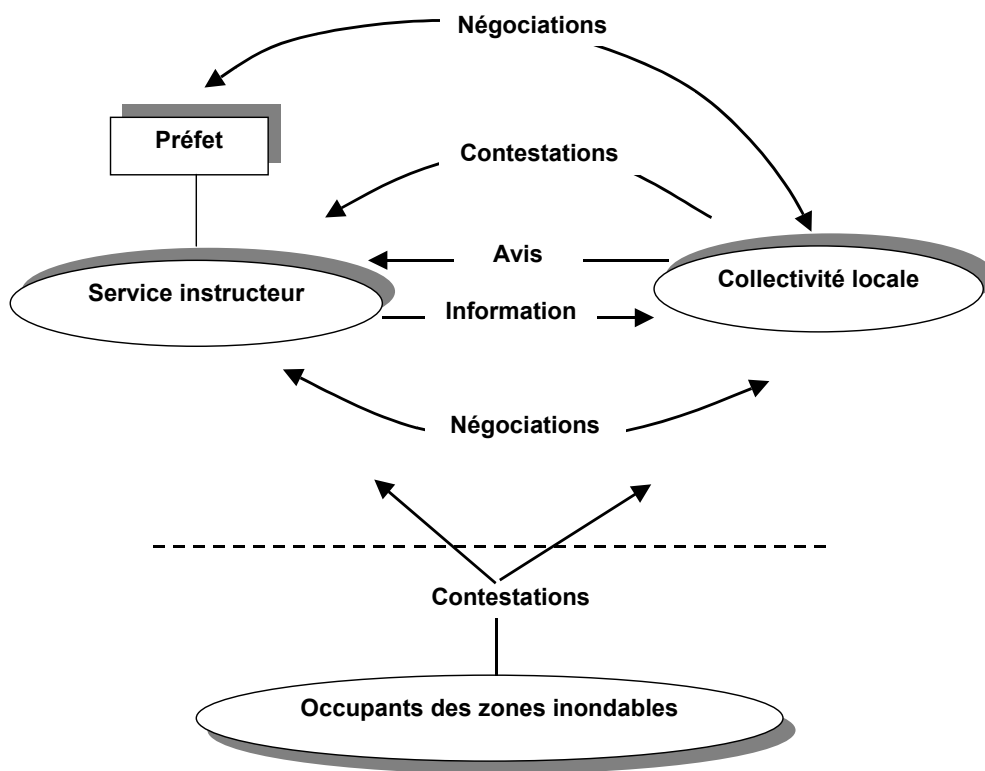 Négociations
Préfet
Contestations
Avis
Service instructeur
Collectivité locale
Information
Négociations
Contestations
Occupants des zones inondables